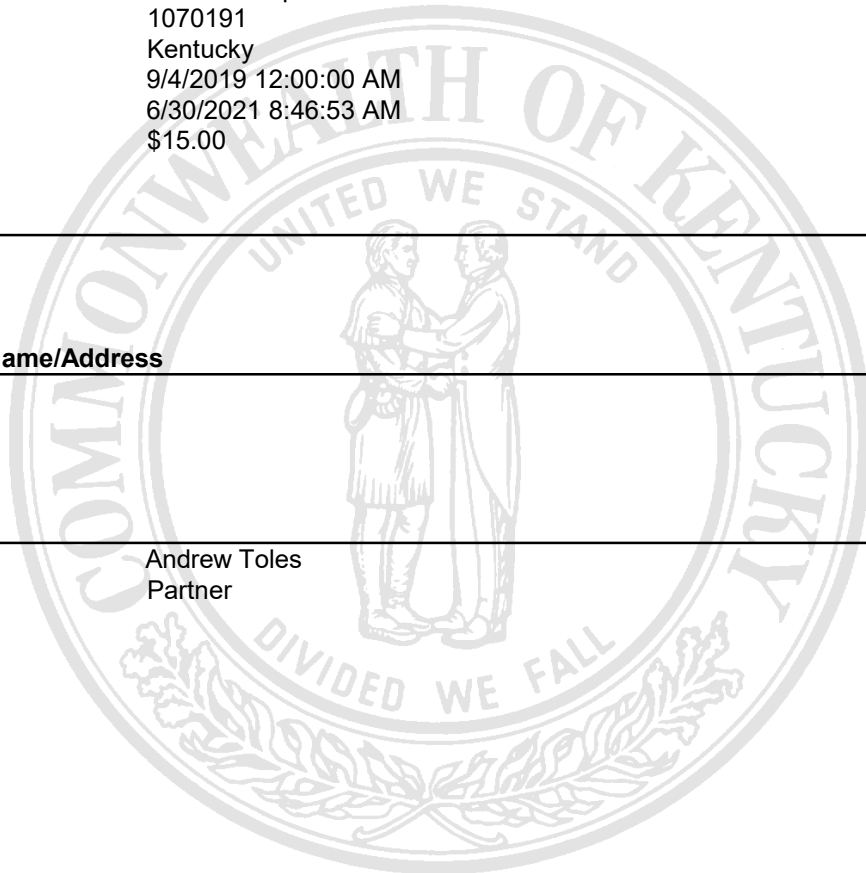 1070191
Kentucky
9/4/2019 12:00:00 AM
6/30/2021 8:46:53 AM
$15.00
COMMONWEALTH OF KENTUCKY
UNITED WE STAND
ame/Address
Andrew Toles
Partner
DIVIDED WE FALL